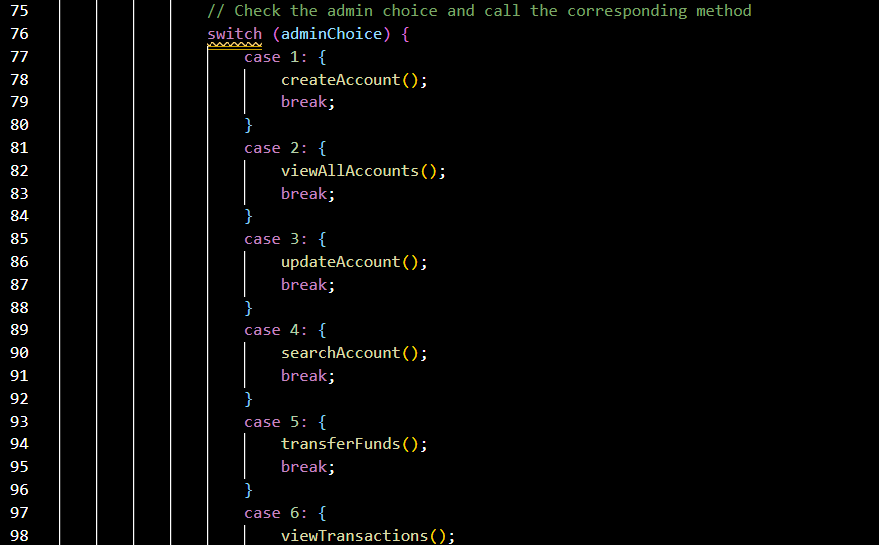 75 // Check the admin choice and call the corresponding method
76 switch (adminChoice) {
77 case 1: {
78 createAccount();
79 break;
80 }
81 case 2: {
82 viewAllAccounts();
83 break;
84 }
85 case 3: {
86 updateAccount();
87 break;
88 }
89 case 4: {
90 searchAccount();
91 break;
92 }
93 case 5: {
94 transferFunds();
95 break;
96 }
97 case 6: {
98 viewTransactions();